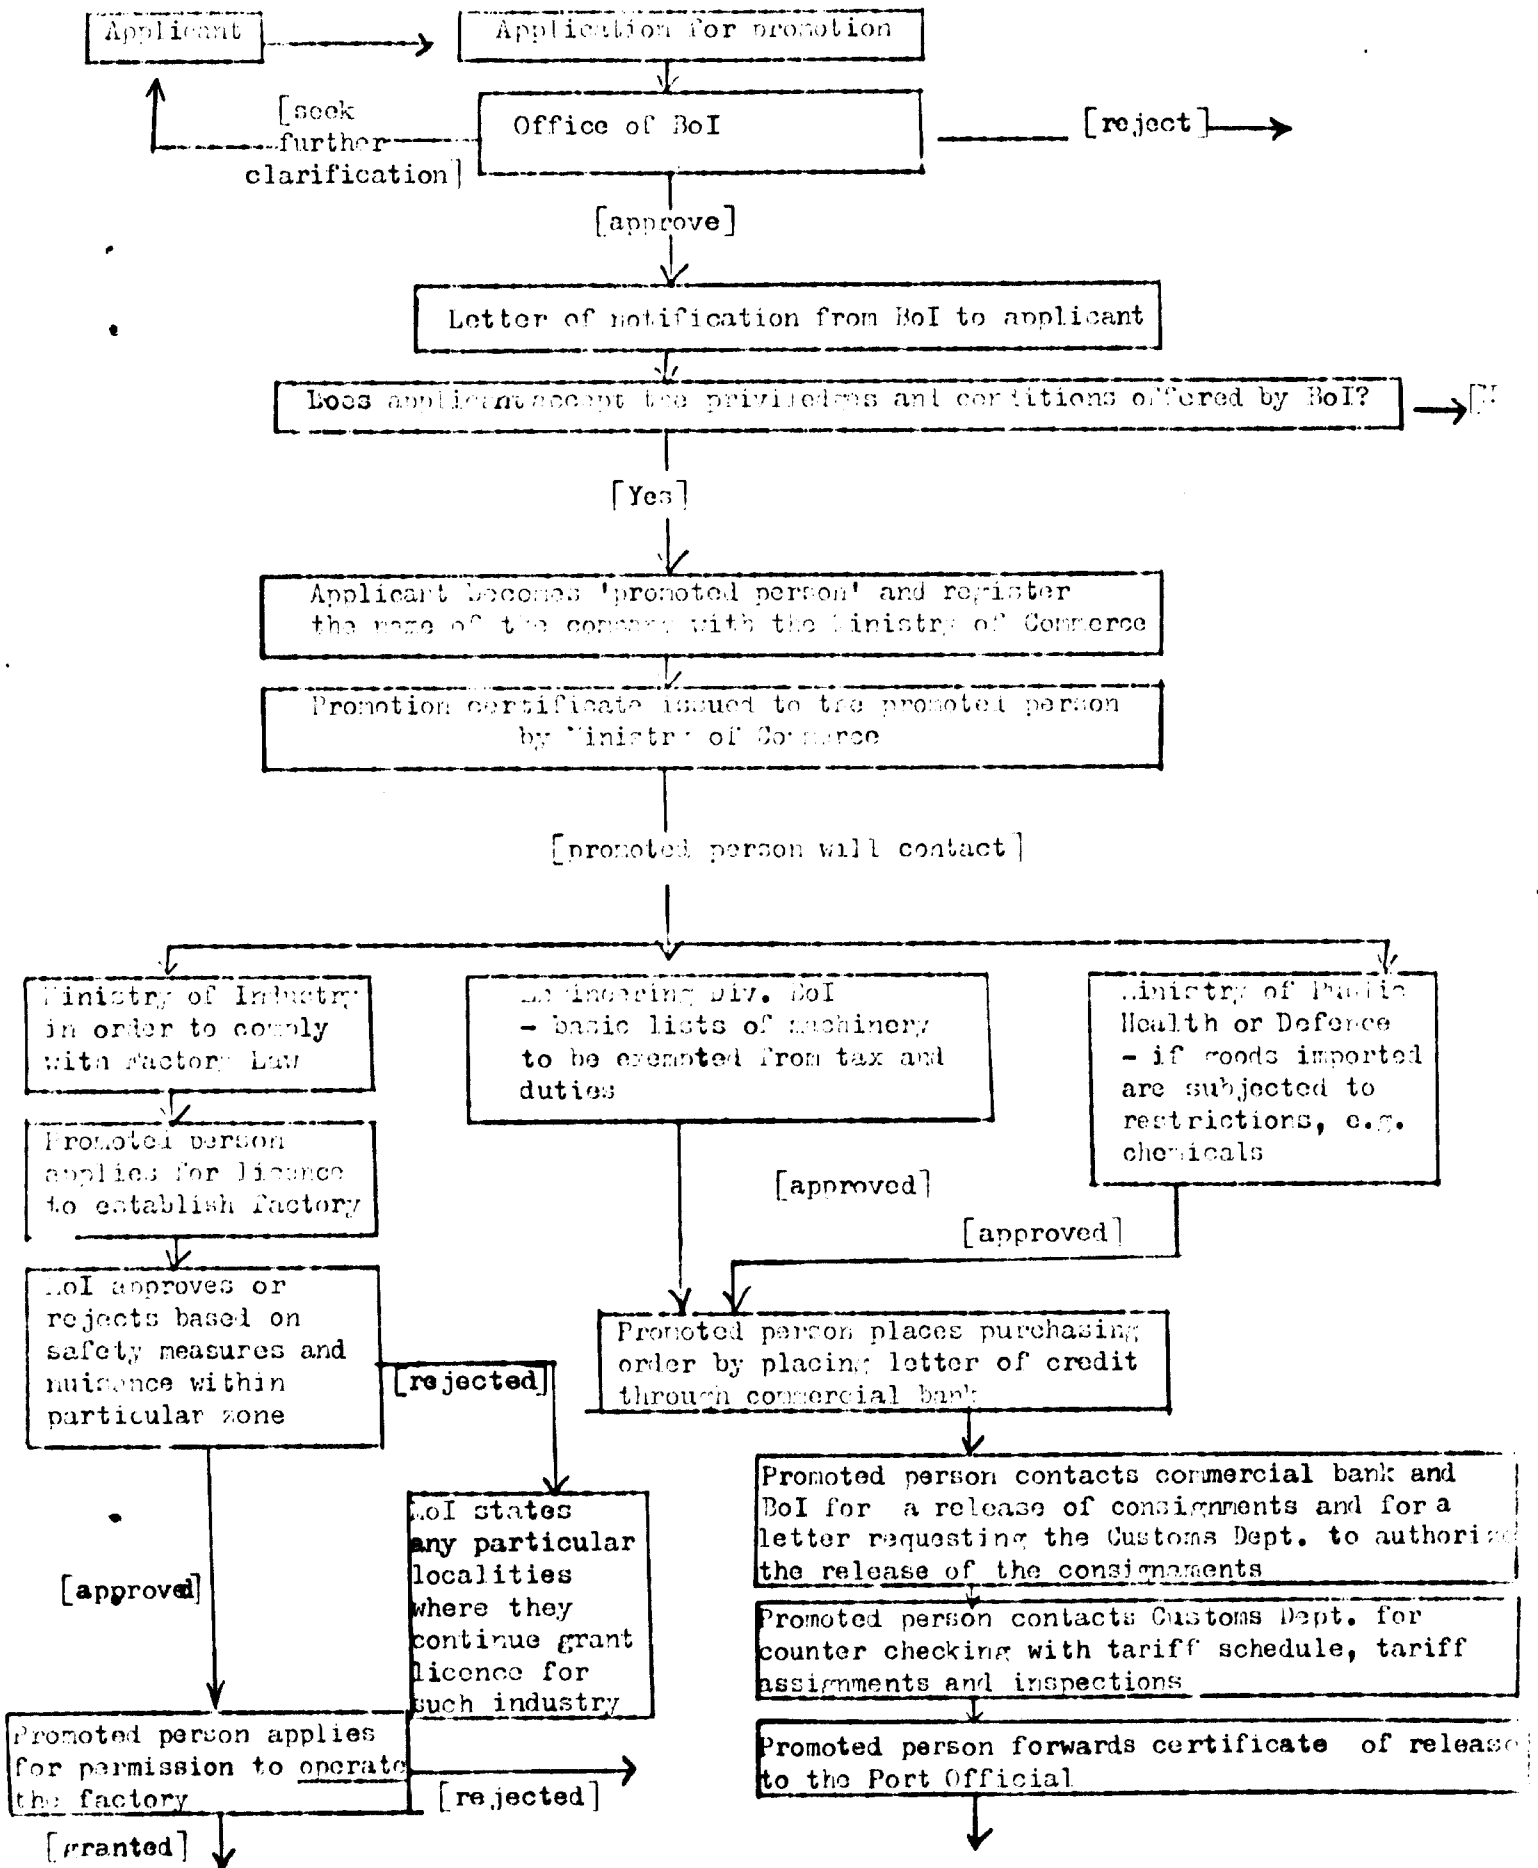 Applicant
Application for promotion
[seek
further
clarification]
Office of BoI
[reject]
[approve]
Letter of notification from BoI to applicant
Does applicant accept the priviledges and conditions offered by BoI?
[Yes]
Applicant becomes 'promoted person' and register
the name of the company with the Ministry of Commerce
Promotion certificate issued to the promoted person
by Ministry of Commerce
[promoted person will contact]
Ministry of Industry
in order to comply
with Factory Law
Engineering Div. BoI
- basic lists of machinery
to be exempted from tax and
duties
Ministry of Public
Health or Defence
- if goods imported
are subjected to
restrictions, e.g.
chemicals
Promoted person
applies for licence
to establish factory
[approved]
[approved]
MoI approves or
rejects based on
safety measures and
nuisence within
particular zone
[rejected]
Promoted person places purchasing
order by placing letter of credit
through commercial bank
MoI states
any particular
localities
where they
continue grant
licence for
such industry
[approved]
Promoted person contacts commercial bank and
BoI for a release of consignments and for a
letter requesting the Customs Dept. to authorize
the release of the consignaments
Promoted person contacts Customs Dept. for
counter checking with tariff schedule, tariff
assignments and inspections
Promoted person applies
for permission to operate
the factory
[rejected]
Promoted person forwards certificate of release
to the Port Official
[granted]